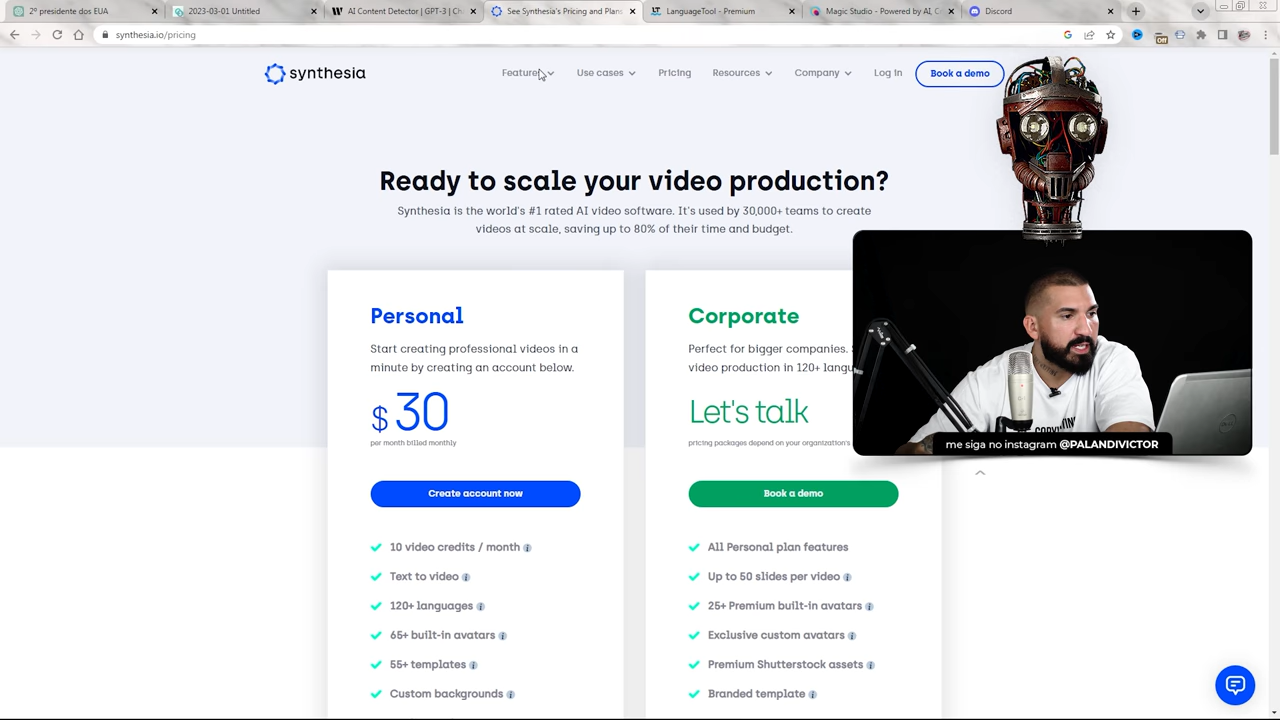 2º presidente dos EUA
2023-03-01 Untitled
AI Content Detector | GPT-3 | Ch
See Synthesia's Pricing and Plans
LanguageTool - Powered by
Magic Studio - Powered by AI, C
Discord
synthesia.io/pricing
Off
synthesia
Features
Use cases
Pricing
Resources
Company
Log in
Book a demo
Ready to scale your video production?
Synthesia is the world's #1 rated AI video software. It's used by 30,000+ teams to create
videos at scale, saving up to 80% of their time and budget.
Personal
Start creating professional videos in a
minute by creating an account below.
$30
per month billed monthly
Create account now
10 video credits / month
Text to video
120+ languages
65+ built-in avatars
55+ templates
Custom backgrounds
Corporate
Perfect for bigger companies.
video production in 120+ langu
Let's talk
pricing packages depend on your organization's
Book a demo
All Personal plan features
Up to 50 slides per video
25+ Premium built-in avatars
Exclusive custom avatars
Premium Shutterstock assets
Branded template
me siga no instagram @PALANDIVICTOR